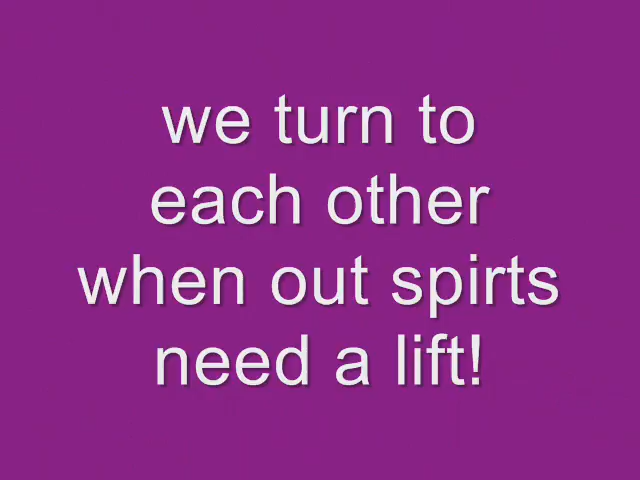 we turn to
each other
when out spirts
need a lift!